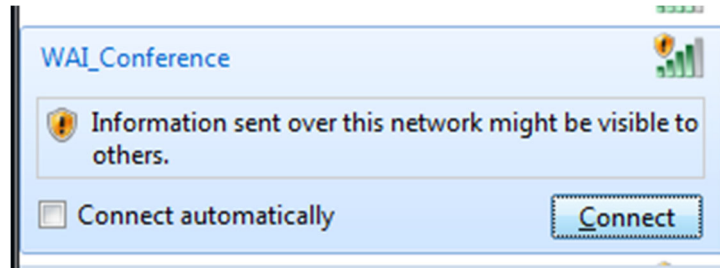 WAI_Conference
Information sent over this network might be visible to
others.
Connect automatically
Connect